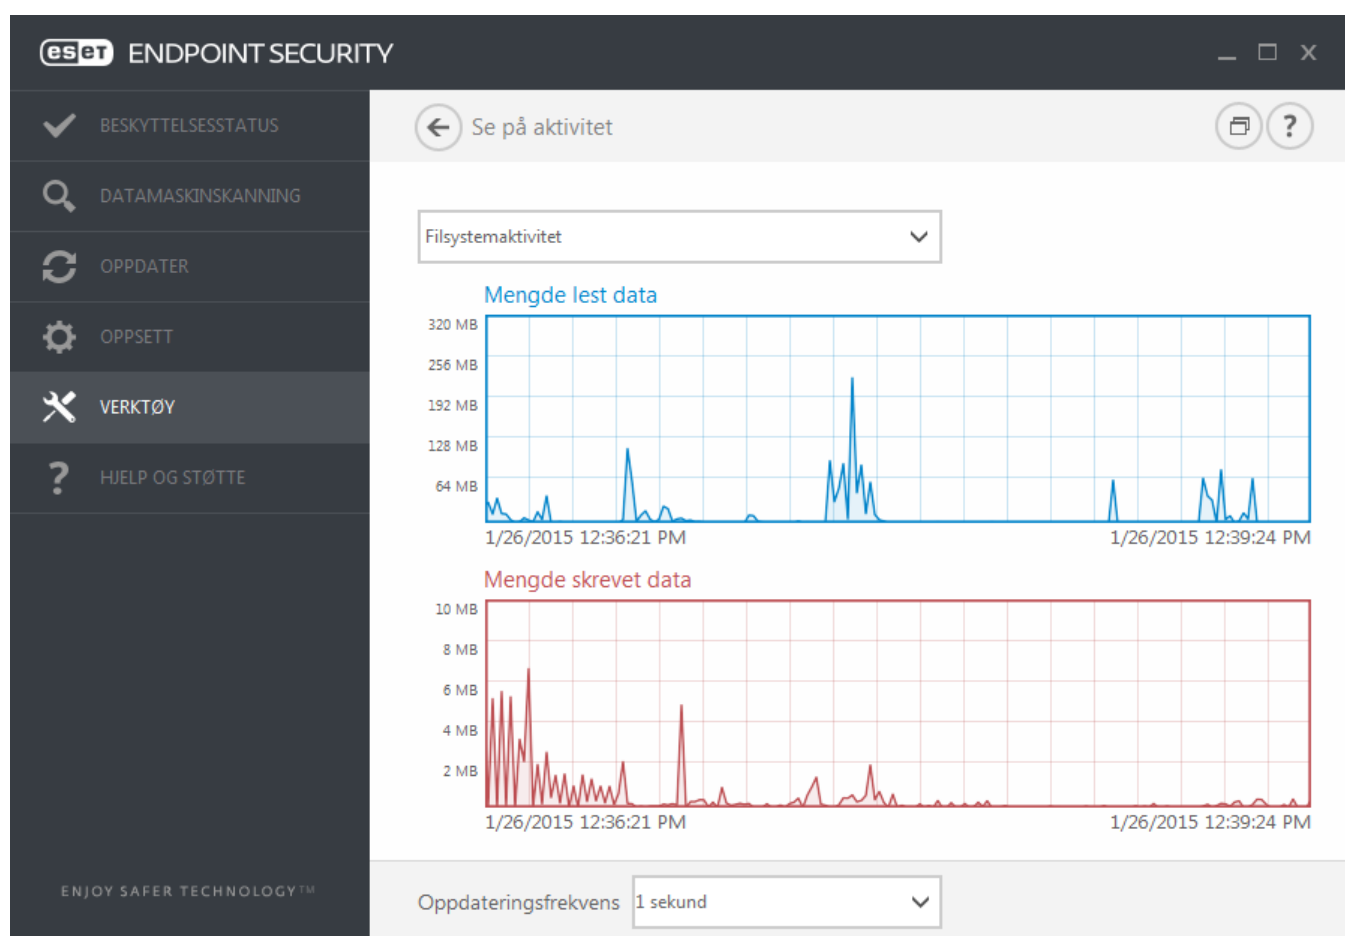 eset ENDPOINT SECURITY
BESKYTTELSESSTATUS
DATAMASKINSKANNING
OPPDATER
OPPSETT
VERKTØY
HJELP OG STØTTE
ENJOY SAFER TECHNOLOGY™
Se på aktivitet
?
Filsystemaktivitet
Mengde lest data
320 MB
256 MB
192 MB
128 MB
64 MB
1/26/2015 12:36:21 PM 1/26/2015 12:39:24 PM
Mengde skrevet data
10 MB
8 MB
6 MB
4 MB
2 MB
1/26/2015 12:36:21 PM 1/26/2015 12:39:24 PM
Oppdateringsfrekvens 1 sekund